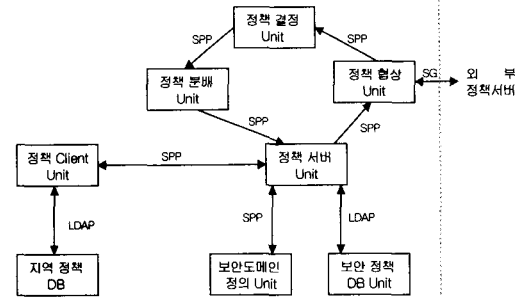 정책 결정
Unit
SPP
SPP
정책 분배
Unit
정책 협상
Unit
SG
외 부
정책서버
SPP
SPP
정책 Client
Unit
SPP
정책 서버
Unit
LDAP
SPP
LDAP
지역 정책
DB
보안도메인
정의 Unit
보안 정책
DB Unit